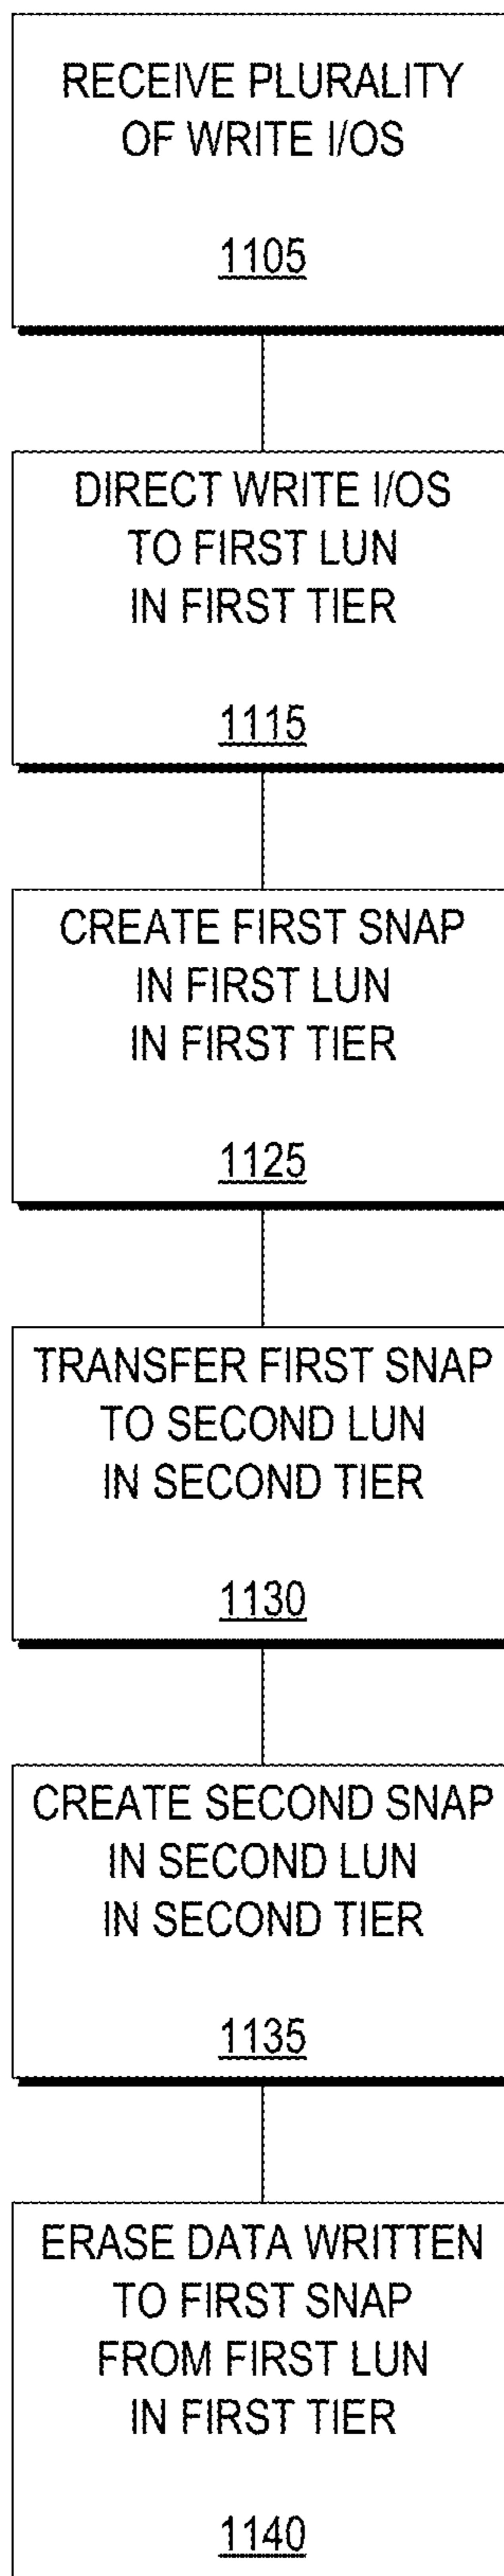 RECEIVE PLURALITY
OF WRITE I/OS
1105
DIRECT WRITE I/OS
TO FIRST LUN
IN FIRST TIER
1115
CREATE FIRST SNAP
IN FIRST LUN
IN FIRST TIER
1125
TRANSFER FIRST SNAP
TO SECOND LUN
IN SECOND TIER
1130
CREATE SECOND SNAP
IN SECOND LUN
IN SECOND TIER
1135
ERASE DATA WRITTEN
TO FIRST SNAP
FROM FIRST LUN
IN FIRST TIER
1140